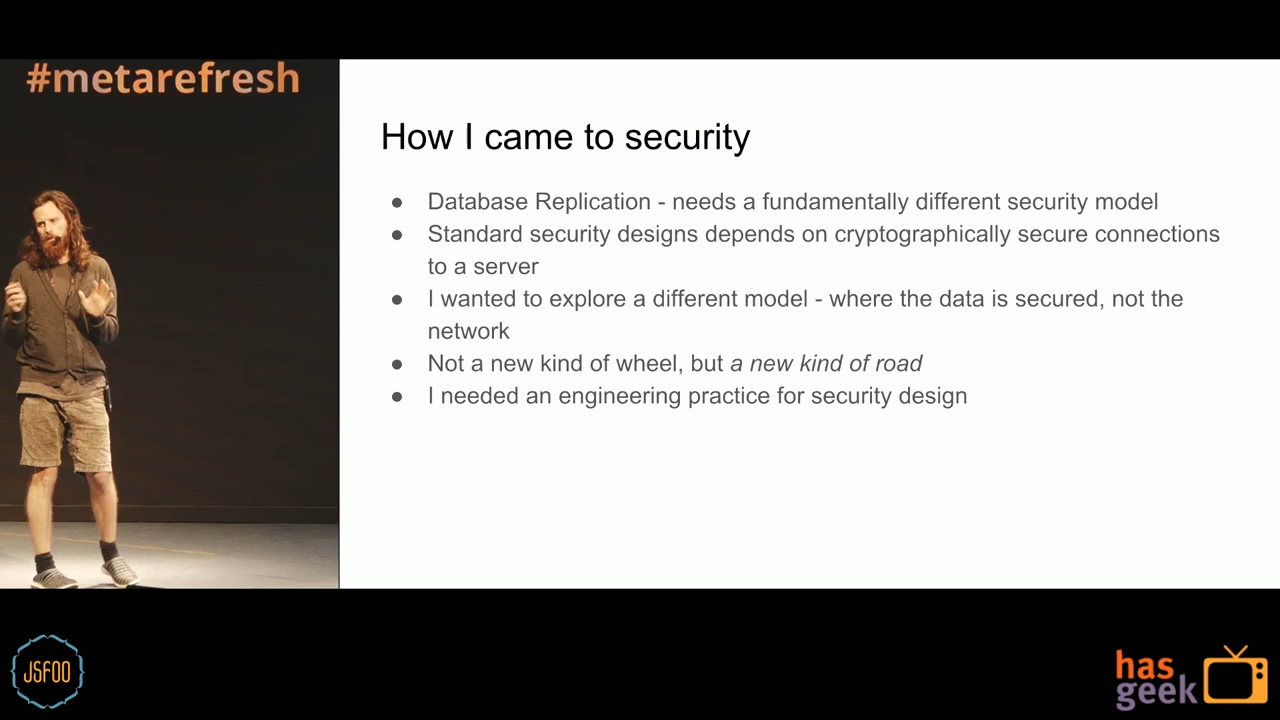 #metarefresh
How I came to security
● Database Replication - needs a fundamentally different security model
● Standard security designs depends on cryptographically secure connections
to a server
● I wanted to explore a different model - where the data is secured, not the
network
● Not a new kind of wheel, but a new kind of road
● I needed an engineering practice for security design
JSFOO
has
geek